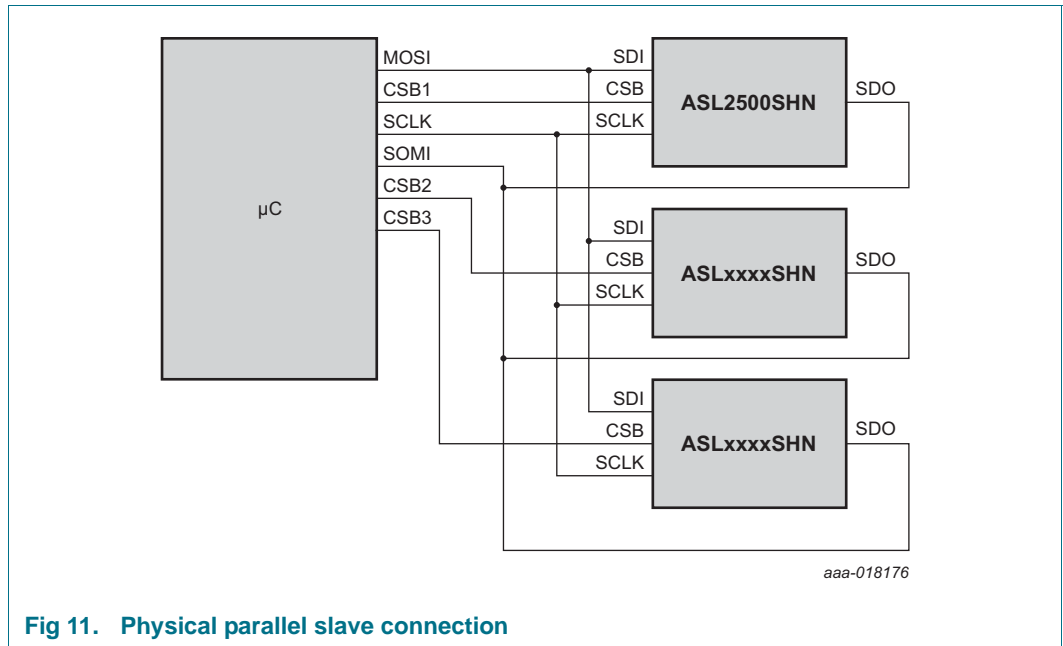 µC
MOSI
CSB1
SCLK
SOMI
CSB2
CSB3
SDI
CSB
SCLK
ASL2500SHN
SDO
SDI
CSB
SCLK
ASLxxxxSHN
SDO
SDI
CSB
SCLK
ASLxxxxSHN
SDO
aaa-018176
Fig 11. Physical parallel slave connection